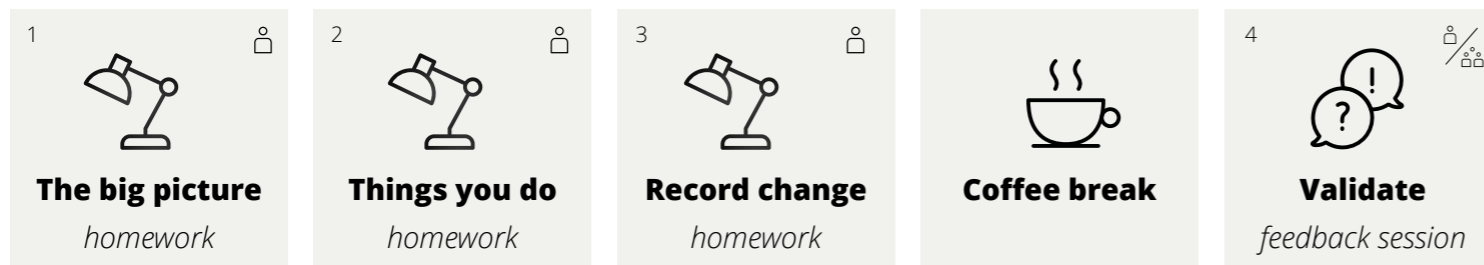 1
The big picture
homework
2
Things you do
homework
3
Record change
homework
Coffee break
4
! ?
Validate
feedback session